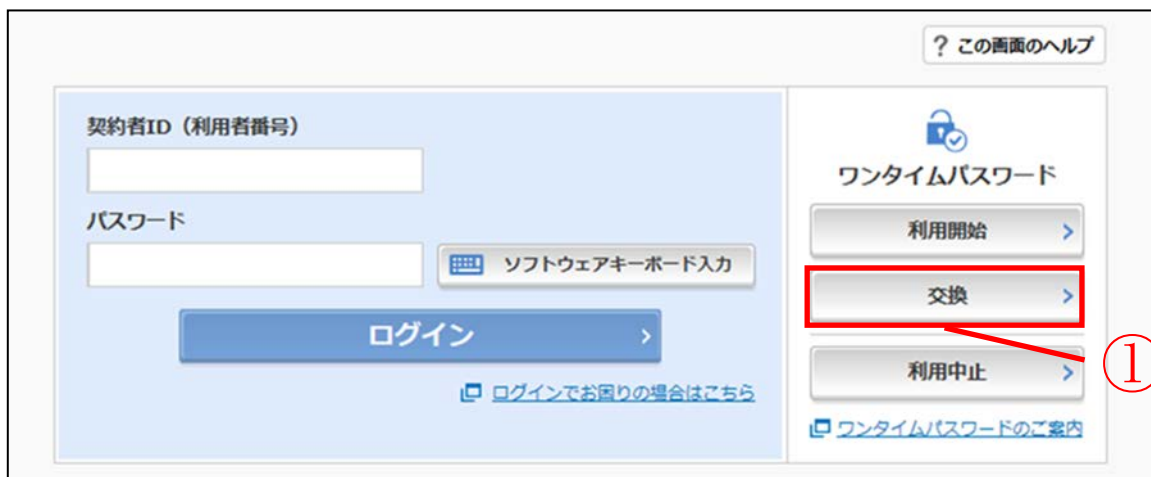 ? この画面のヘルプ
契約者ID（利用者番号）
パスワード
ソフトウェアキーボード入力
ログイン
ログインでお困りの場合はこちら
ワンタイムパスワード
利用開始
交換
①
利用中止
ワンタイムパスワードのご案内